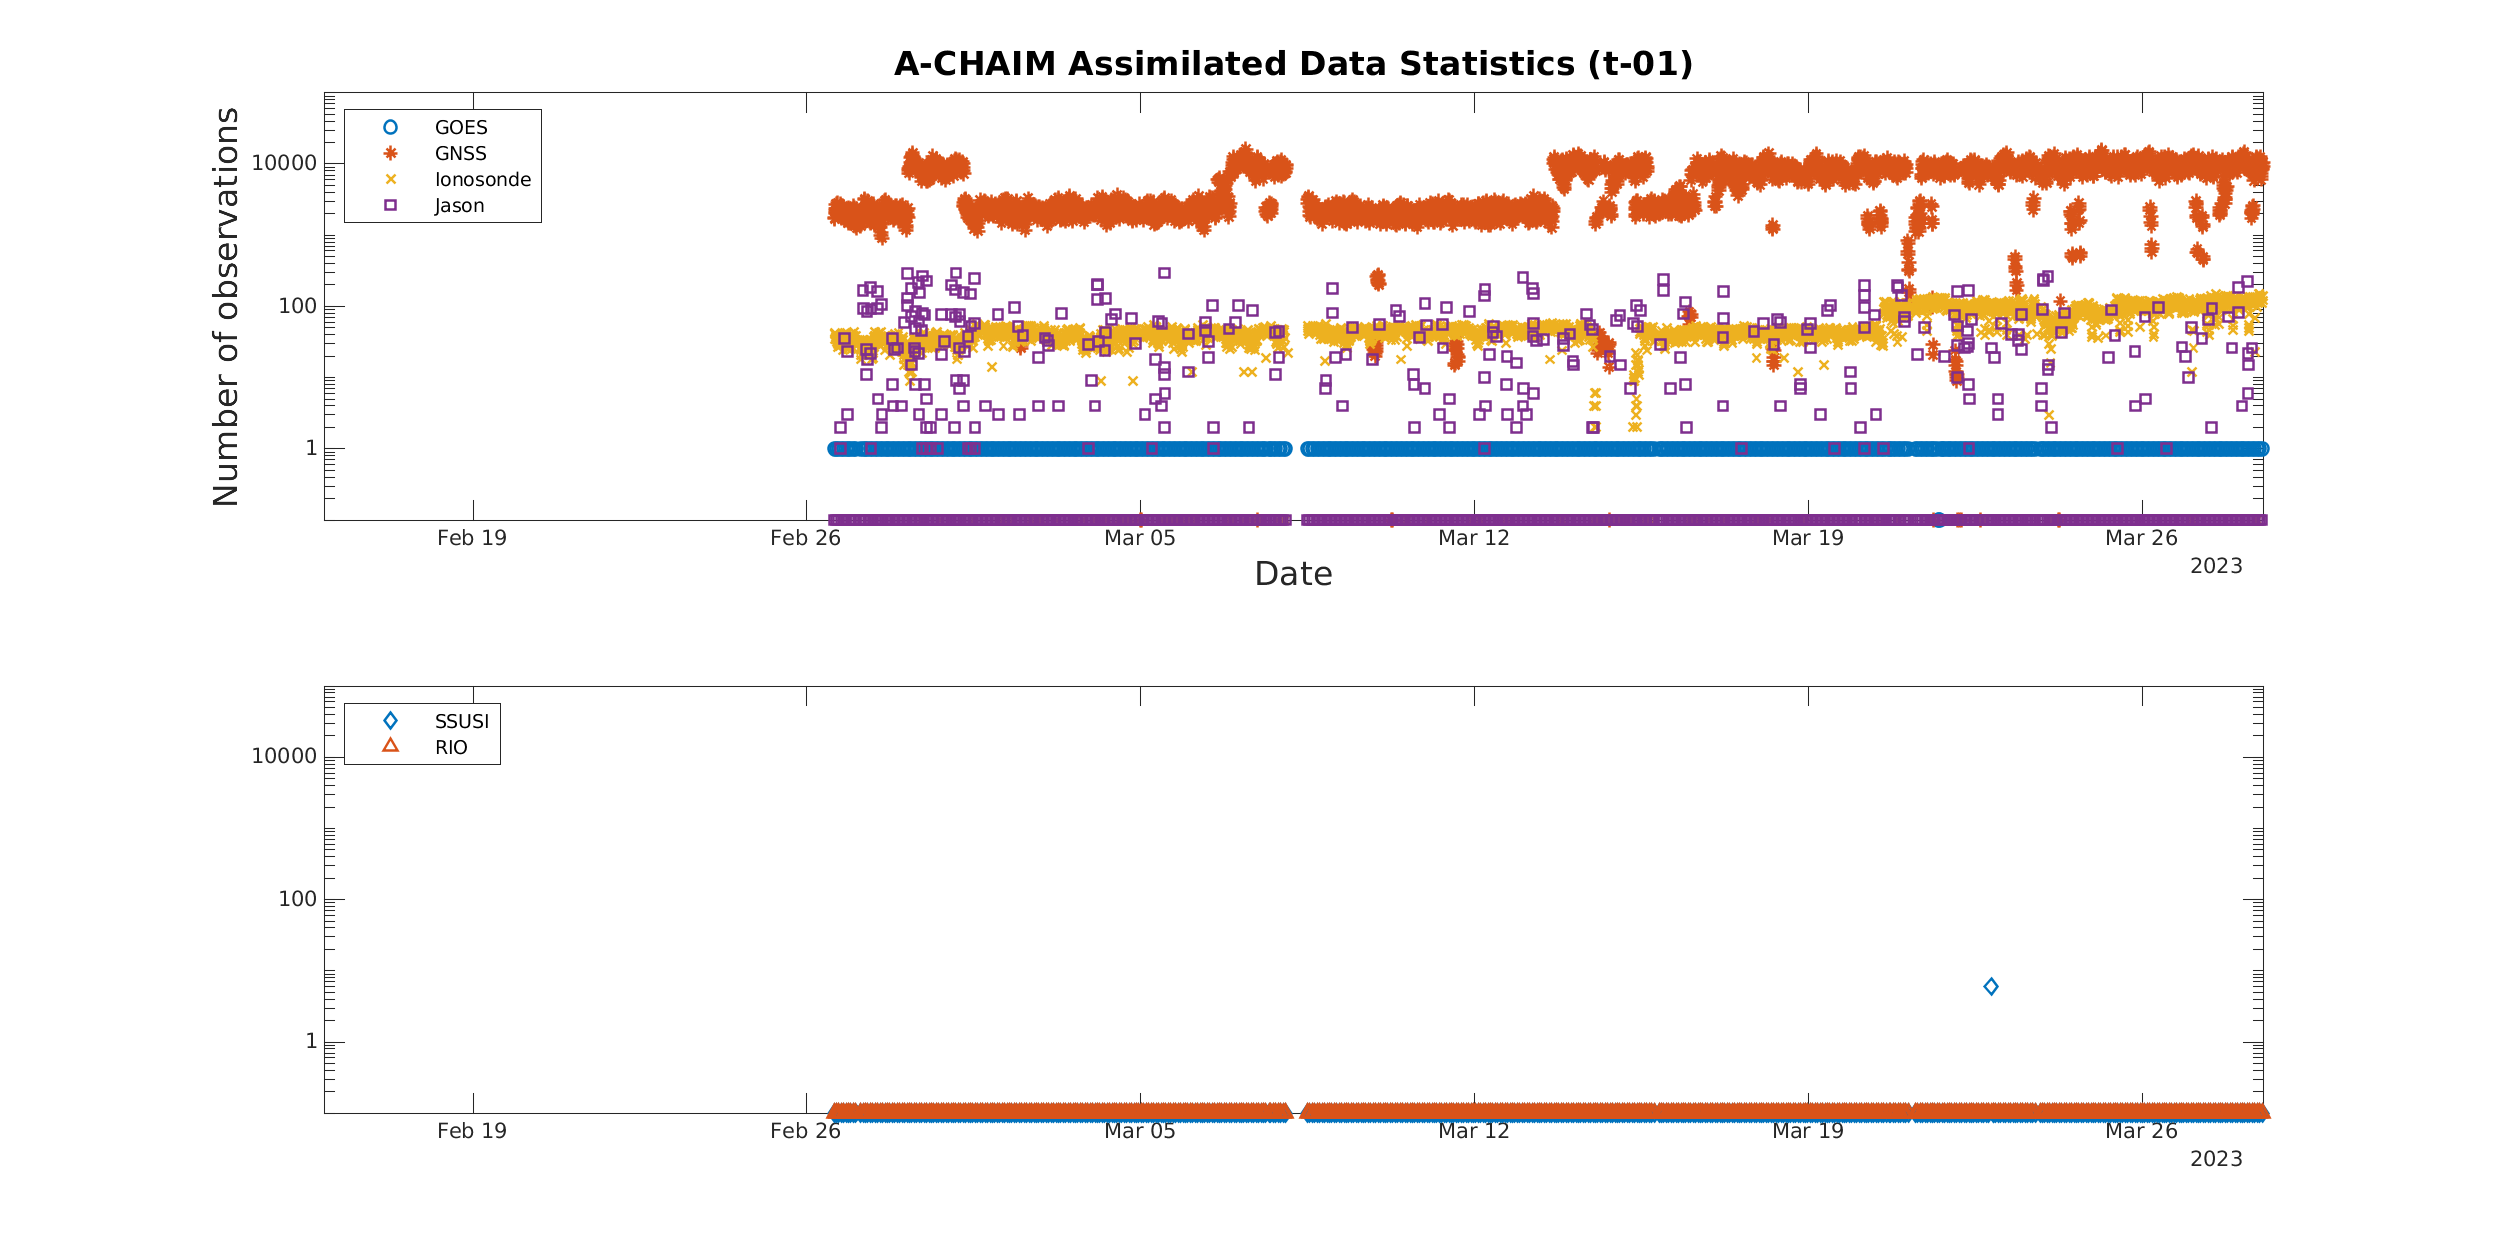 A-CHAIM Assimilated Data Statistics (t-01)
Number of observations
10000
100
1
GOES
GNSS
Ionosonde
Jason
Feb 19
Feb 26
Mar 05
Mar 12
Mar 19
Mar 26
2023
Date
10000
100
1
SSUSI
RIO
Feb 19
Feb 26
Mar 05
Mar 12
Mar 19
Mar 26
2023